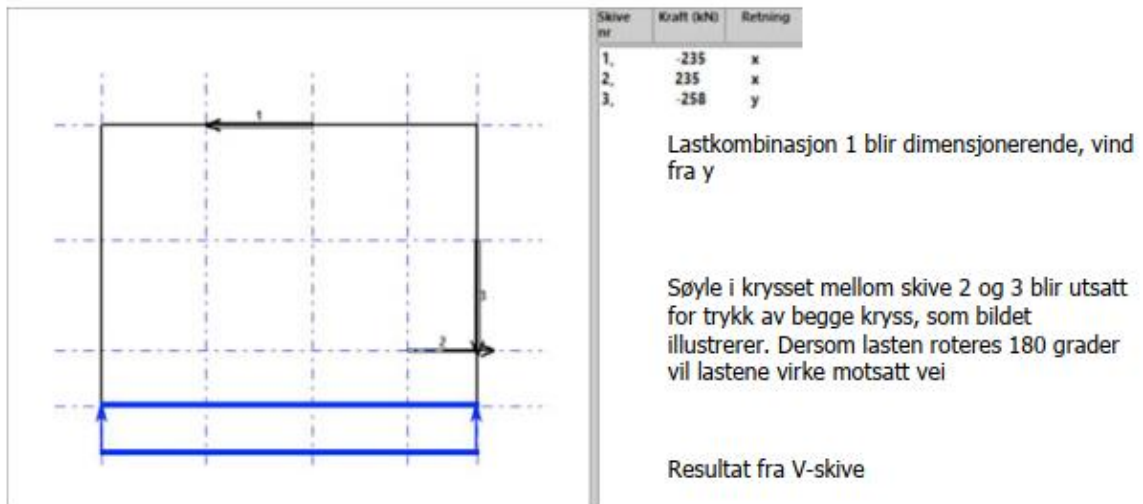 Skive nr Kraft (kN) Retning
1, -235 x
2, 235 x
3, -258 y
Lastkombinasjon 1 blir dimensjonerende, vind
fra y
1
3
2
Søyle i krysset mellom skive 2 og 3 blir utsatt
for trykk av begge kryss, som bildet
illustrerer. Dersom lasten roteres 180 grader
vil lastene virke motsatt vei
Resultat fra V-skive